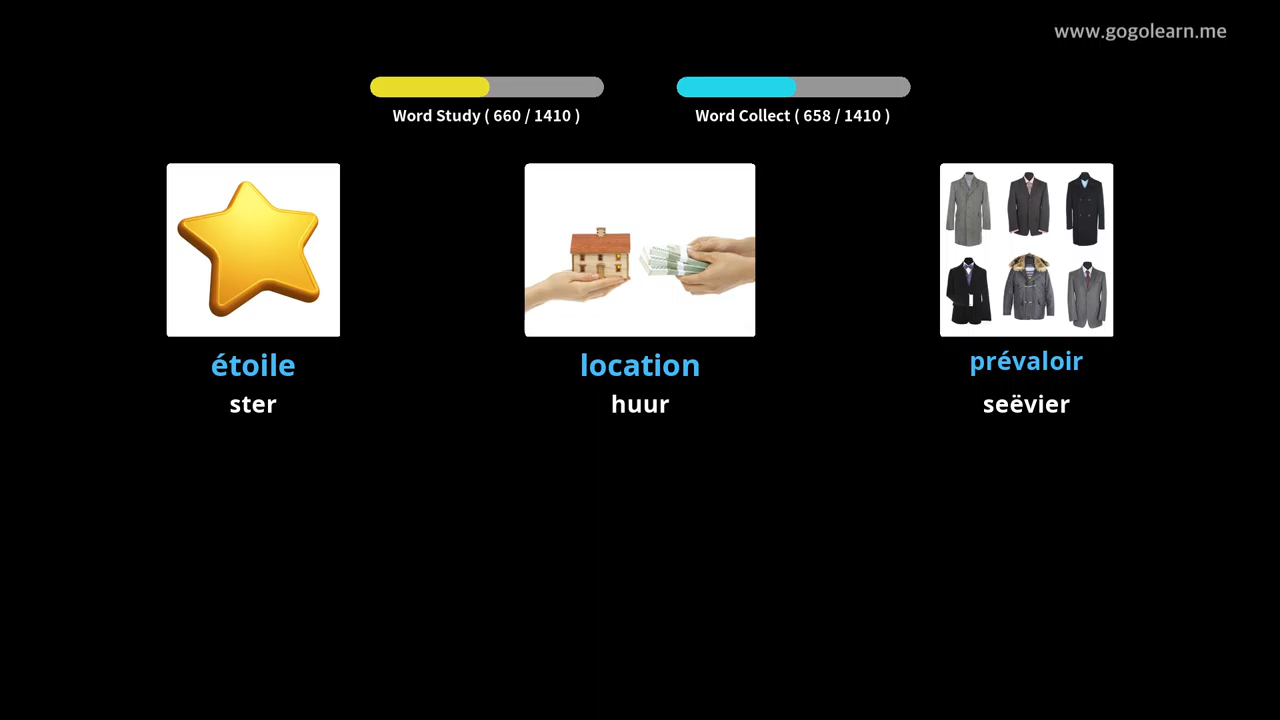 www.gogolearn.me
Word Study ( 660 / 1410 )
Word Collect ( 658 / 1410 )
étoile
location
prévaloir
ster
huur
seëvier